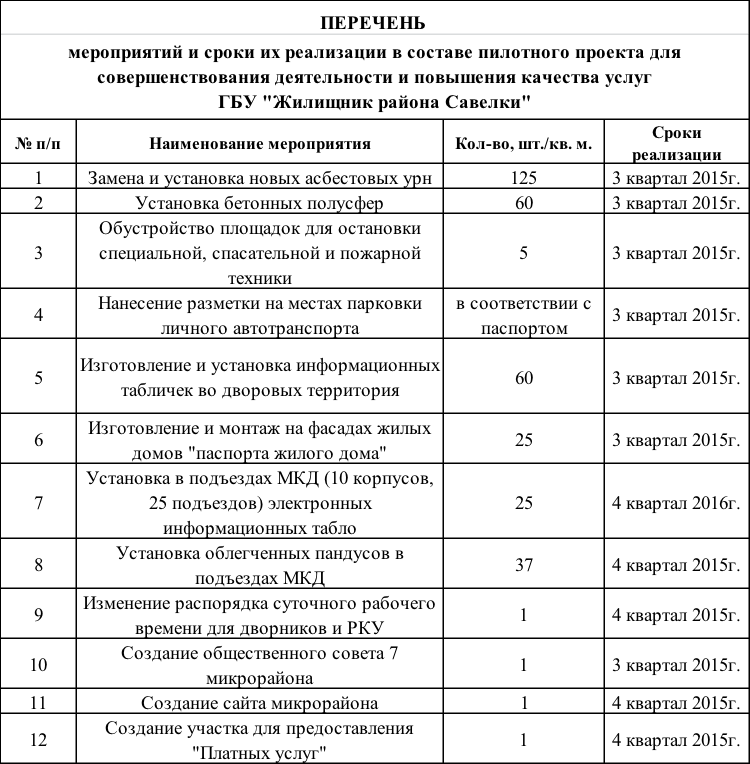 ПЕРЕЧЕНЬ
мероприятий и сроки их реализации в составе пилотного проекта для
совершенствования деятельности и повышения качества услуг
ГБУ "Жилищник района Савелки"
№ п/п Наименование мероприятия Кол-во, шт./кв. м. Сроки
реализации
1 Замена и установка новых асбестовых урн 125 3 квартал 2015г.
2 Установка бетонных полусфер 60 3 квартал 2015г.
Обустройство площадок для остановки
3 специальной, спасательной и пожарной 5 3 квартал 2015г.
техники
4 Нанесение разметки на местах парковки
личного автотранспорта
в соответствии с
паспортом
3 квартал 2015г.
5 Изготовление и установка информационных
табличек во дворовых территория
60 3 квартал 2015г.
6 Изготовление и монтаж на фасадах жилых
домов "паспорта жилого дома"
25 3 квартал 2015г.
Установка в подъездах МКД (10 корпусов,
7 25 подъездов) электронных 25 4 квартал 2016г.
информационных табло
8 Установка облегченных пандусов в
подъездах МКД
37 4 квартал 2015г.
9 Изменение распорядка суточного рабочего
времени для дворников и РКУ
1 4 квартал 2015г.
10 Создание общественного совета 7
микрорайона
1 3 квартал 2015г.
11 Создание сайта микрорайона 1 4 квартал 2015г.
12 Создание участка для предоставления
"Платных услуг"
1 4 квартал 2015г.